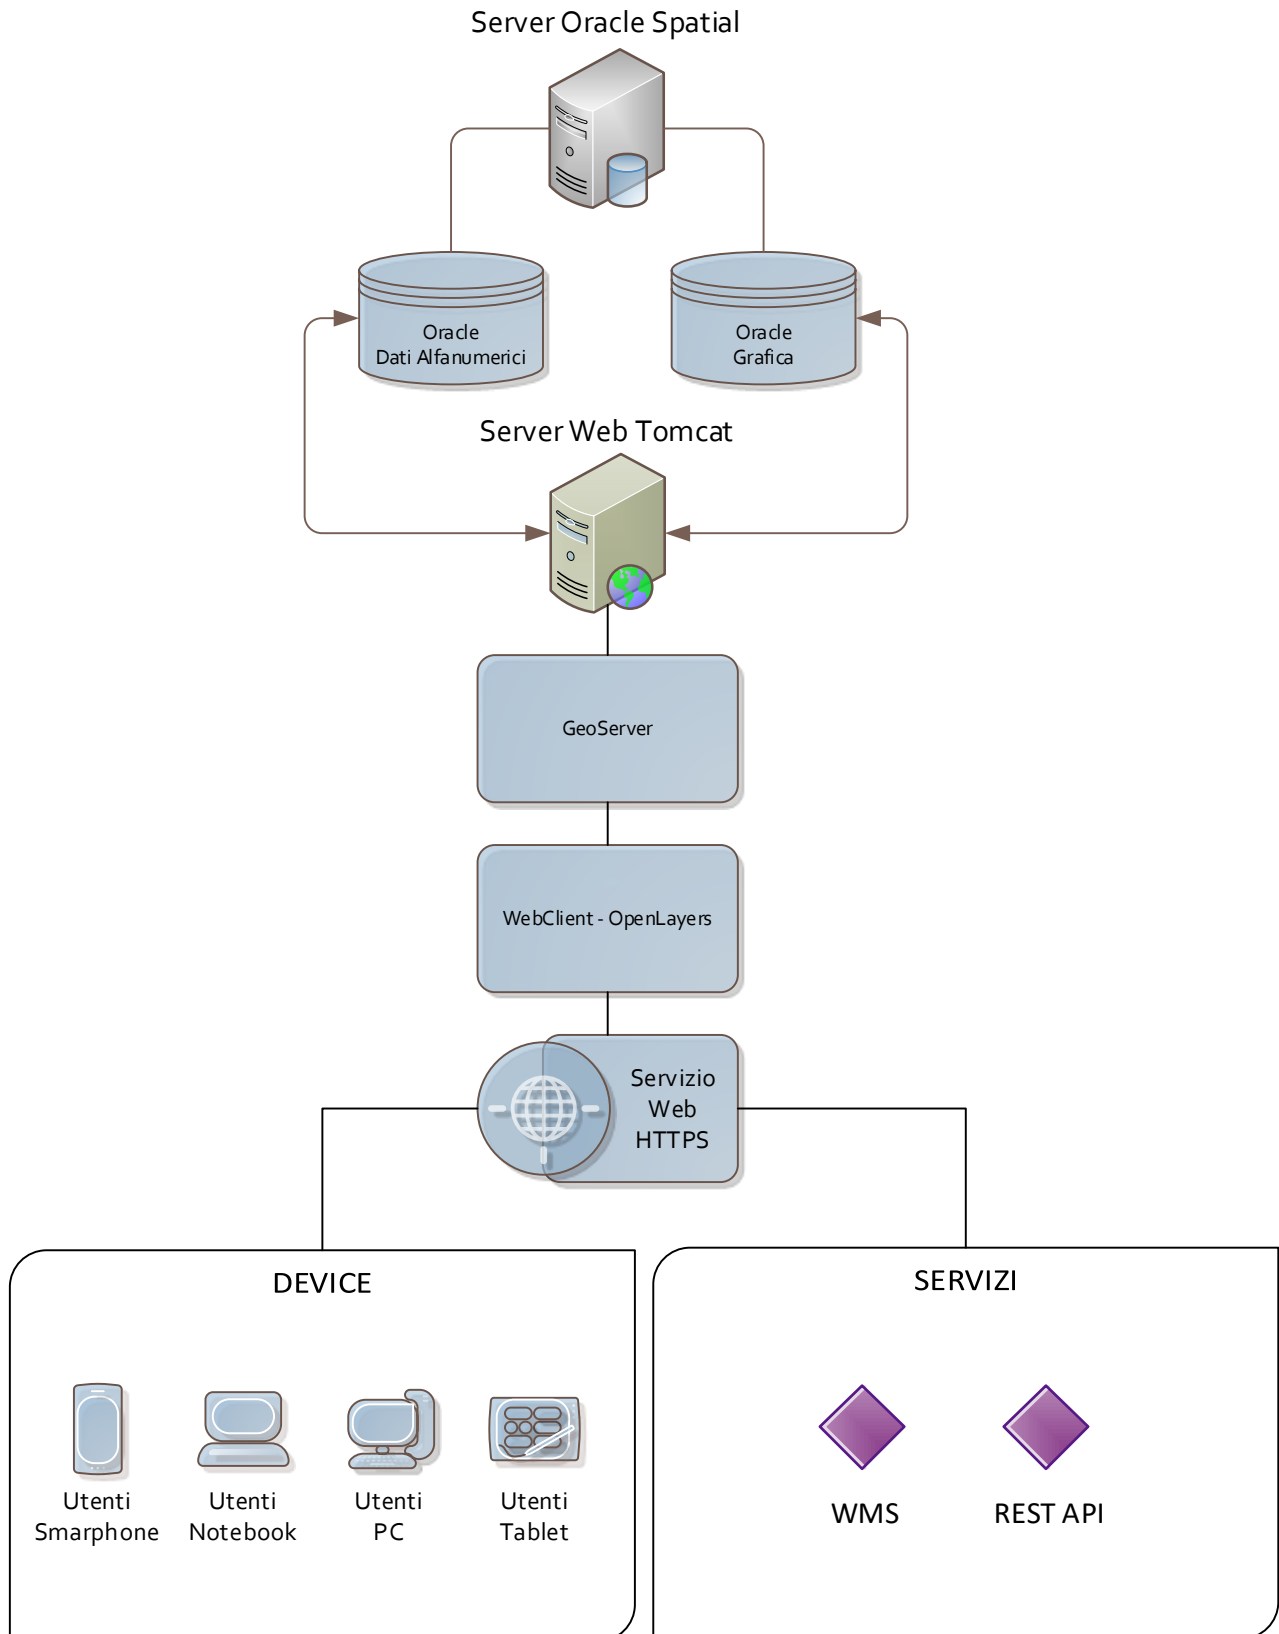 Server Oracle Spatial
Oracle
Dati Alfanumerici
Oracle
Grafica
Server Web Tomcat
GeoServer
WebClient - OpenLayers
Servizio
Web
HTTPS
DEVICE
Utenti
Smarphone
Utenti
Notebook
Utenti
PC
Utenti
Tablet
SERVIZI
WMS
REST API